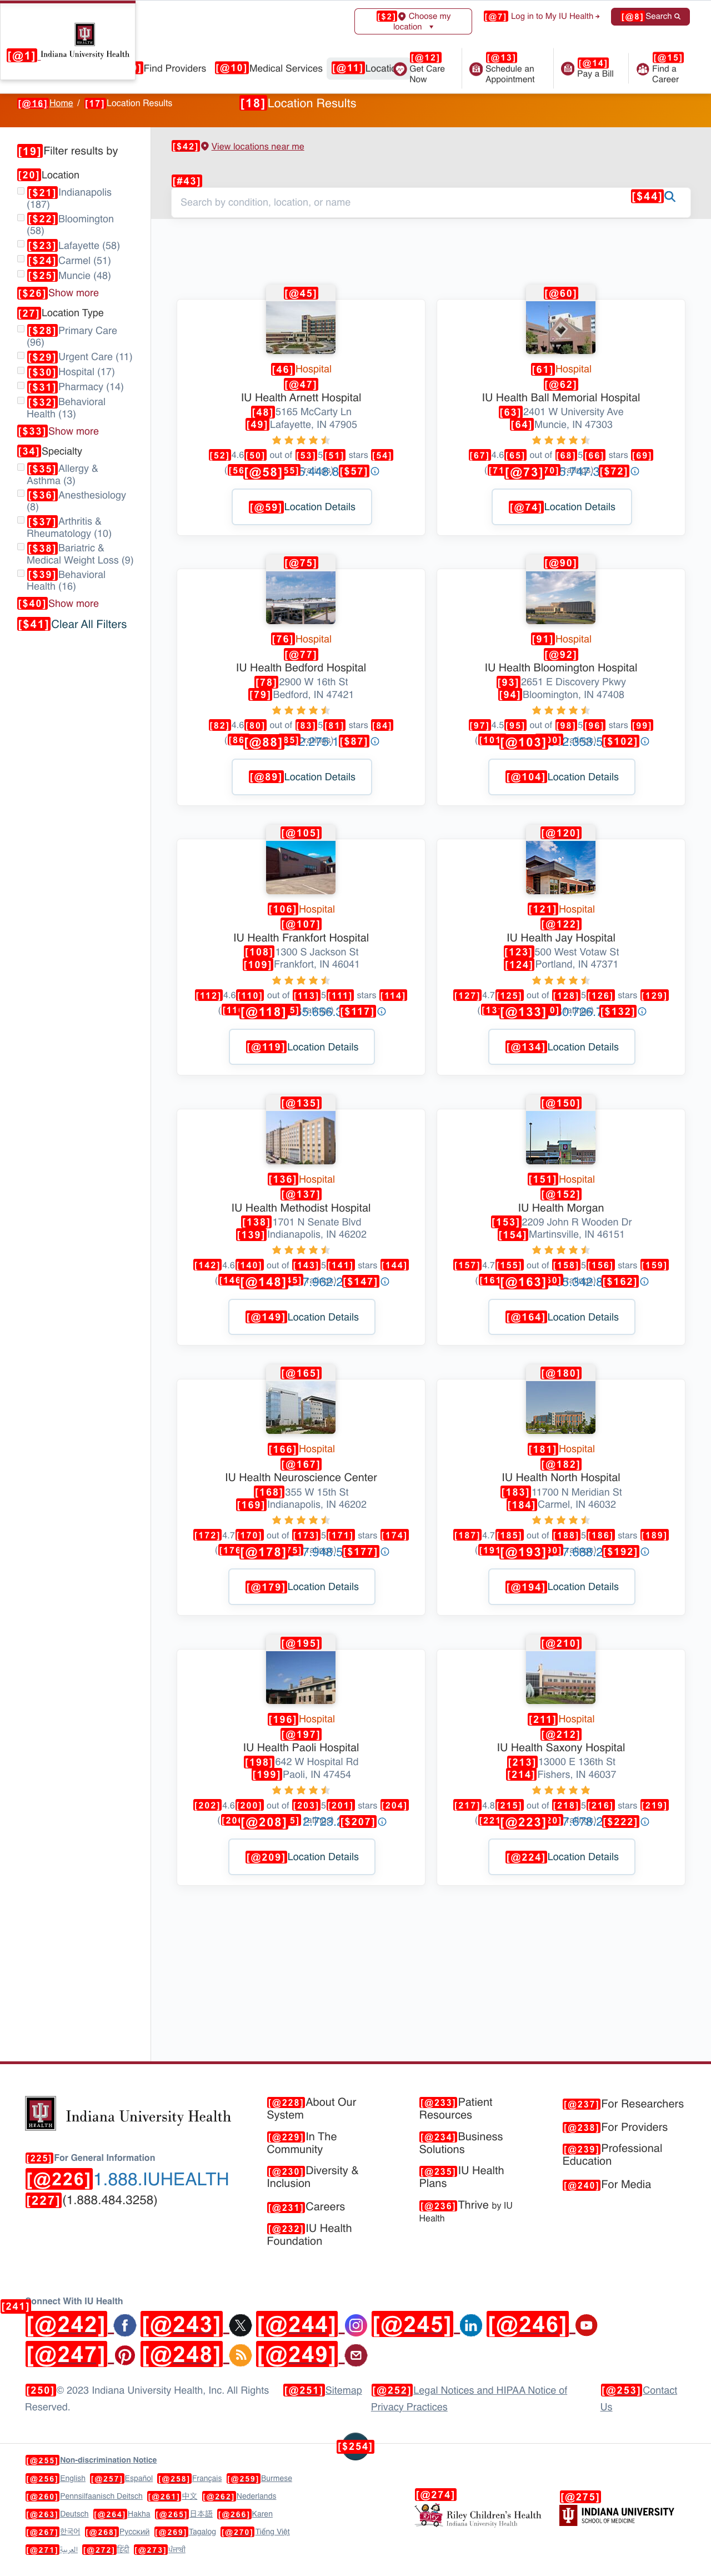 [$2] Choose my location
[@7] Log in to My IU Health
[@8] Search
[@1] Indiana University Health
Find Providers
[@10] Medical Services
[@11]
[@12] Get Care Now
[@13] Schedule an Appointment
[@14] Pay a Bill
[@15] Find a Career
[@16] Home / [17] Location Results
[18] Location Results
[19] Filter results by
[20] Location
[$21] Indianapolis (187)
[$22] Bloomington (58)
[$23] Lafayette (58)
[$24] Carmel (51)
[$25] Muncie (48)
[$26] Show more
[27] Location Type
[$28] Primary Care (96)
[$29] Urgent Care (11)
[$30] Hospital (17)
[$31] Pharmacy (14)
[$32] Behavioral Health (13)
[$33] Show more
[34] Specialty
[$35] Allergy & Asthma (3)
[$36] Anesthesiology (8)
[$37] Arthritis & Rheumatology (10)
[$38] Bariatric & Medical Weight Loss (9)
[$39] Behavioral Health (16)
[$40] Show more
[$41] Clear All Filters
[$42] View locations near me
[#43]
Search by condition, location, or name
[$44]
[@45]
[46] Hospital
[@47]
IU Health Arnett Hospital
[48] 5165 McCarty Ln
[49] Lafayette, IN 47905
[52] 4.6 [50] out of [53] 5 [51] stars [54]
[@58] [$57]
[@59] Location Details
[@60]
[61] Hospital
[@62]
IU Health Ball Memorial Hospital
[63] 2401 W University Ave
[64] Muncie, IN 47303
[67] 4.6 [65] out of [68] 5 [66] stars [69]
[@73] [$72]
[@74] Location Details
[@75]
[76] Hospital
[@77]
IU Health Bedford Hospital
[78] 2900 W 16th St
[79] Bedford, IN 47421
[82] 4.6 [80] out of [83] 5 [81] stars [84]
[@88] [$87]
[@89] Location Details
[@90]
[91] Hospital
[@92]
IU Health Bloomington Hospital
[93] 2651 E Discovery Pkwy
[94] Bloomington, IN 47408
[97] 4.5 [95] out of [98] 5 [96] stars [99]
[@103] [$102]
[@104] Location Details
[@105]
[106] Hospital
[@107]
IU Health Frankfort Hospital
[108] 1300 S Jackson St
[109] Frankfort, IN 46041
[112] 4.6 [110] out of [113] 5 [111] stars [114]
[@118] [$117]
[@119] Location Details
[@120]
[121] Hospital
[@122]
IU Health Jay Hospital
[123] 500 West Votaw St
[124] Portland, IN 47371
[127] 4.7 [125] out of [128] 5 [126] stars [129]
[@133] [$132]
[@134] Location Details
[@135]
[136] Hospital
[@137]
IU Health Methodist Hospital
[138] 1701 N Senate Blvd
[139] Indianapolis, IN 46202
[142] 4.6 [140] out of [143] 5 [141] stars [144]
[@148] [$147]
[@149] Location Details
[@150]
[151] Hospital
[@152]
IU Health Morgan
[153] 2209 John R Wooden Dr
[154] Martinsville, IN 46151
[157] 4.7 [155] out of [158] 5 [156] stars [159]
[@163] [$162]
[@164] Location Details
[@165]
[166] Hospital
[@167]
IU Health Neuroscience Center
[168] 355 W 15th St
[169] Indianapolis, IN 46202
[172] 4.7 [170] out of [173] 5 [171] stars [174]
[@178] [$177]
[@179] Location Details
[@180]
[181] Hospital
[@182]
IU Health North Hospital
[183] 11700 N Meridian St
[184] Carmel, IN 46032
[187] 4.7 [185] out of [188] 5 [186] stars [189]
[@193] [$192]
[@194] Location Details
[@195]
[196] Hospital
[@197]
IU Health Paoli Hospital
[198] 642 W Hospital Rd
[199] Paoli, IN 47454
[202] 4.6 [200] out of [203] 5 [201] stars [204]
[@208] [$207]
[@209] Location Details
[@210]
[211] Hospital
[@212]
IU Health Saxony Hospital
[213] 13000 E 136th St
[214] Fishers, IN 46037
[217] 4.8 [215] out of [218] 5 [216] stars [219]
[@223] [$222]
[@224] Location Details
Indiana University Health
[225] For General Information
[@226] 1.888.IUHEALTH
[227] (1.888.484.3258)
[@228] About Our System
[@229] In The Community
[@230] Diversity & Inclusion
[@231] Careers
[@232] IU Health Foundation
[@233] Patient Resources
[@234] Business Solutions
[@235] IU Health Plans
[@236] Thrive by IU Health
[@237] For Researchers
[@238] For Providers
[@239] Professional Education
[@240] For Media
[241] Connect With IU Health
[@242] [@243] [@244] [@245] [@246]
[@247] [@248] [@249]
[250] © 2023 Indiana University Health, Inc. All Rights Reserved.
[@251] Sitemap
[@252] Legal Notices and HIPAA Notice of Privacy Practices
[@253] Contact Us
[$254]
[@255] Non-discrimination Notice
[@256] English [@257] Español [@258] Français [@259] Burmese
[@260] Pennsilfaanisch Deitsch [@261] 中文 [@262] Nederlands
[@263] Deutsch [@264] Hakha [@265] 日本語 [@266] Karen
[@267] 한국어 [@268] Русский [@269] Tagalog [@270] Tiếng Việt
[@271] العربية [@272] हिंदी [@273] ਪੰਜਾਬੀ
[@274]
Riley Children's Health
Indiana University Health
[@275]
INDIANA UNIVERSITY
SCHOOL OF MEDICINE